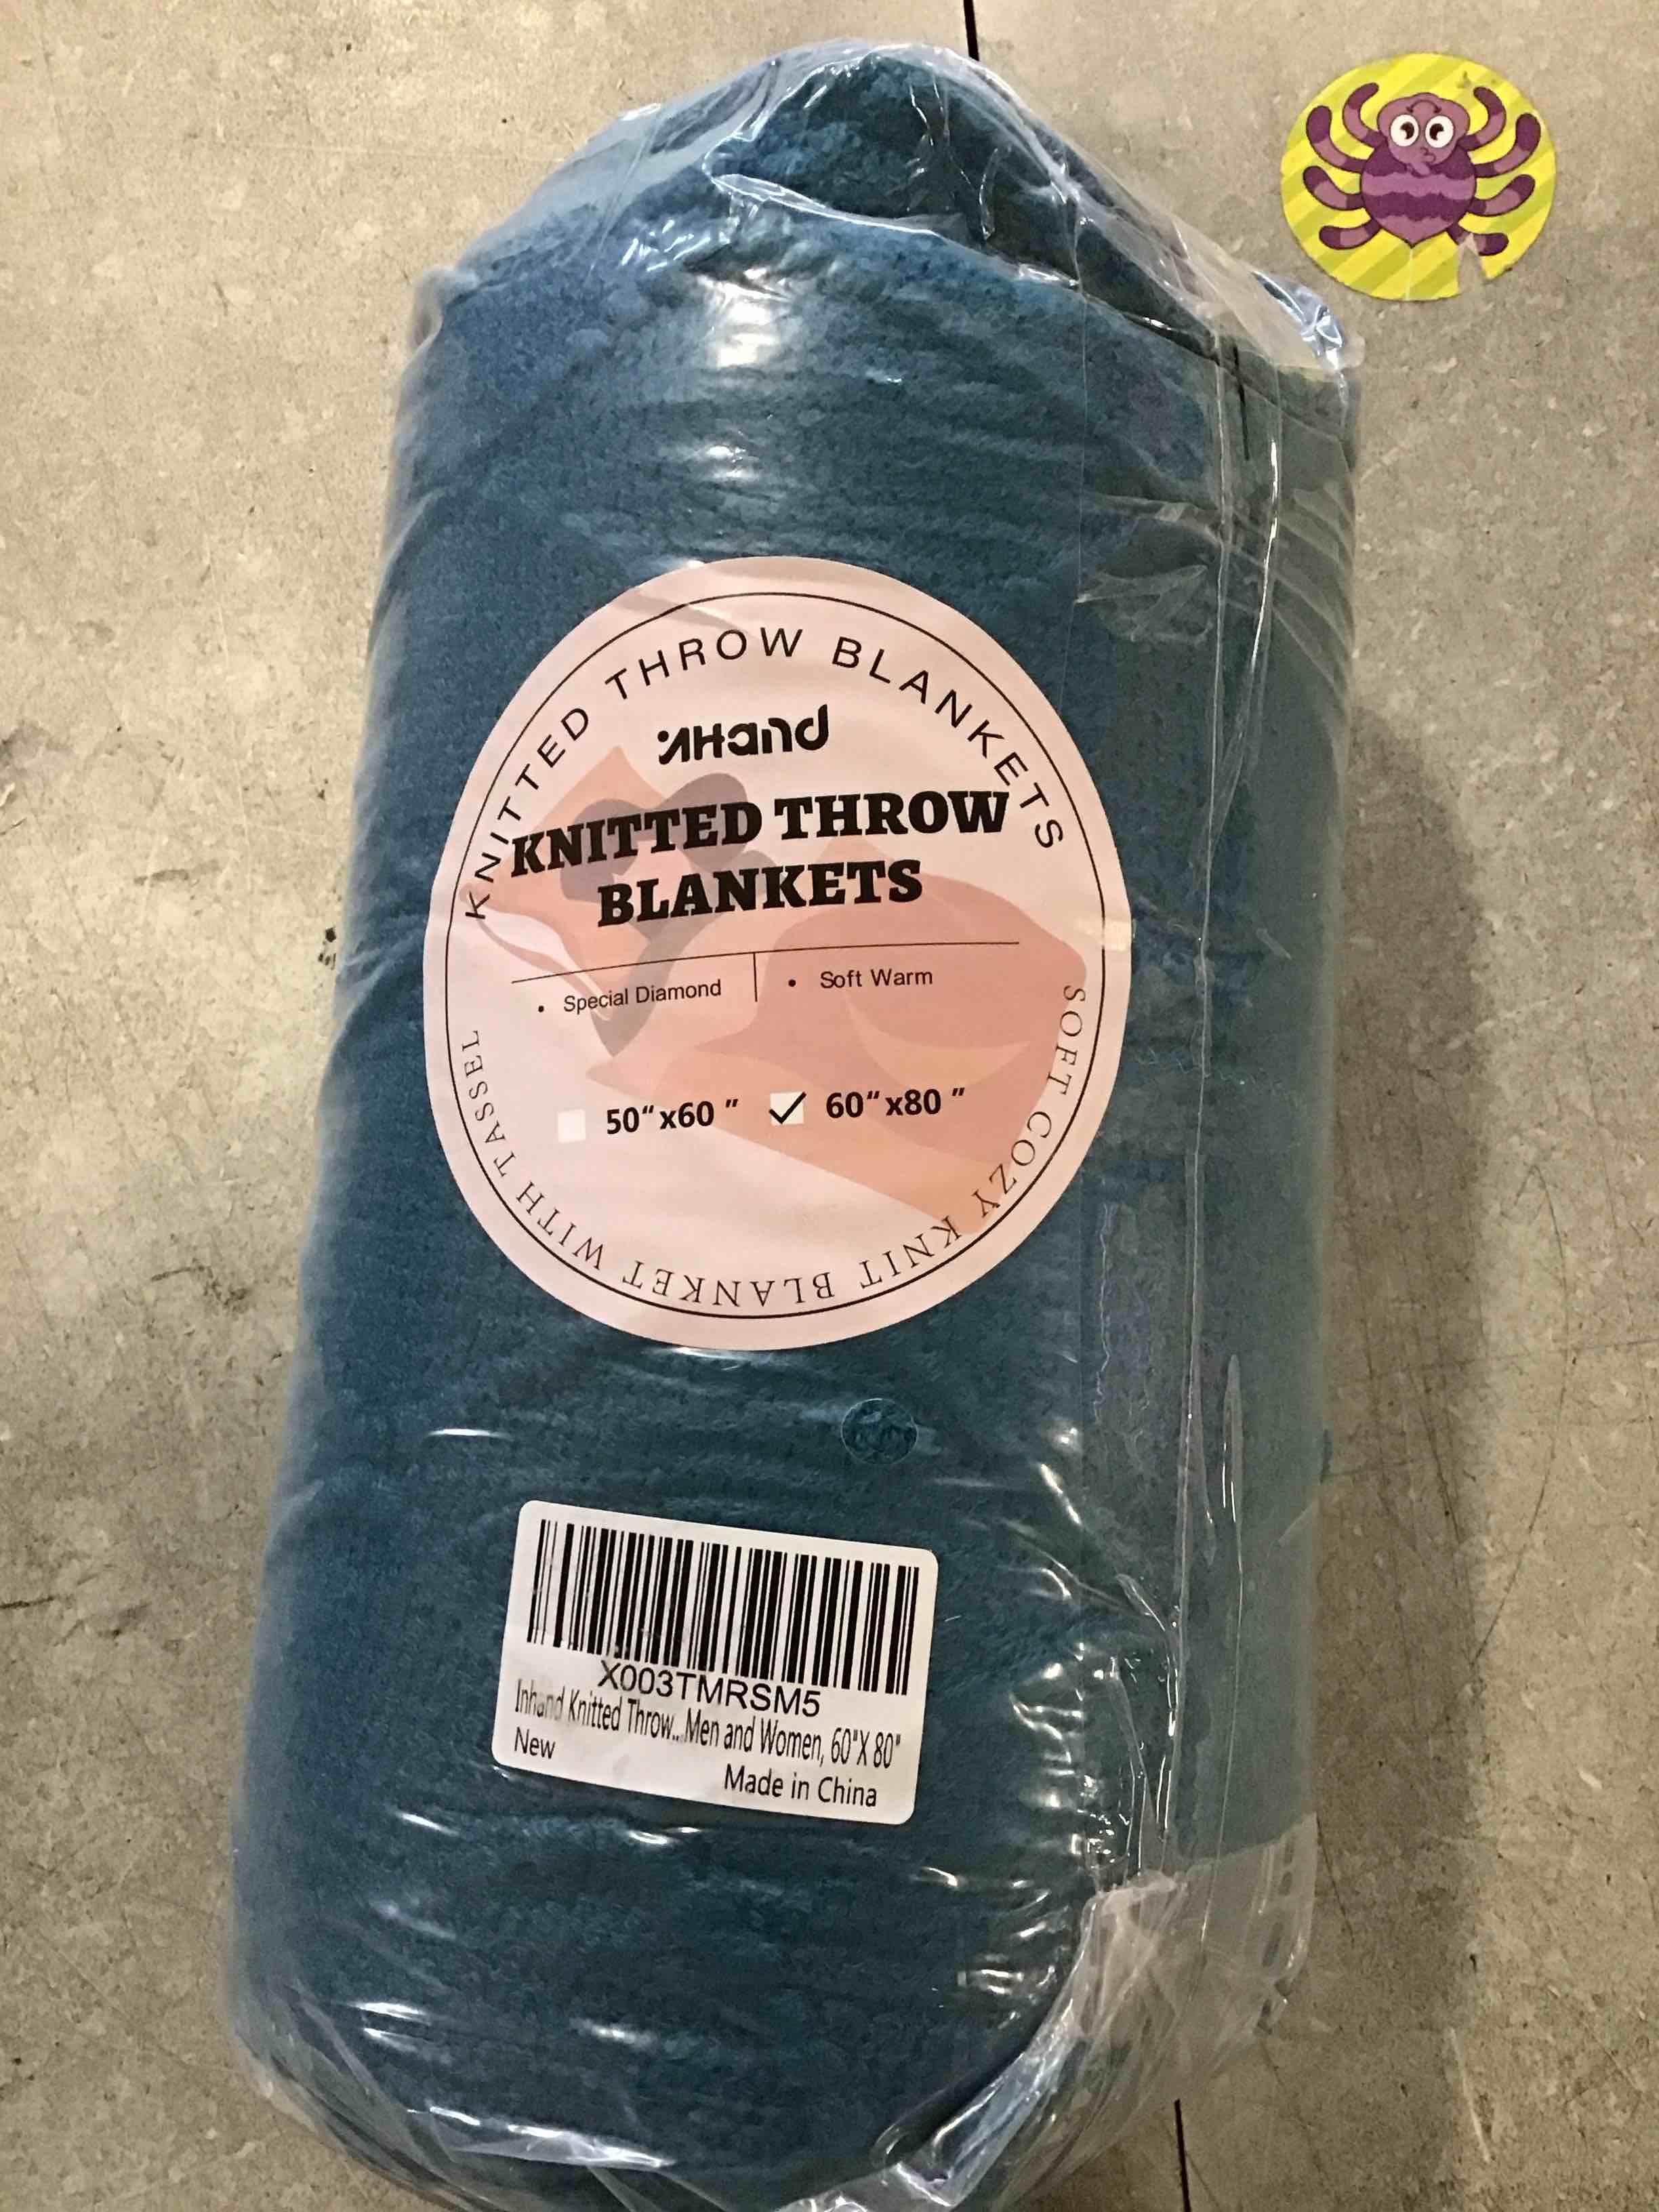 KNITTED THROW BLANKETS
inHand
KNITTED THROW
BLANKETS
• Special Diamond
• Soft Warm
50“x60 ”
60“x80 ”
SOFT COZY KNIT BLANKET WITH TASSEL
X003TMRSM5
Inhand Knitted Throw...Men and Women, 60"X 80"
New
Made in China